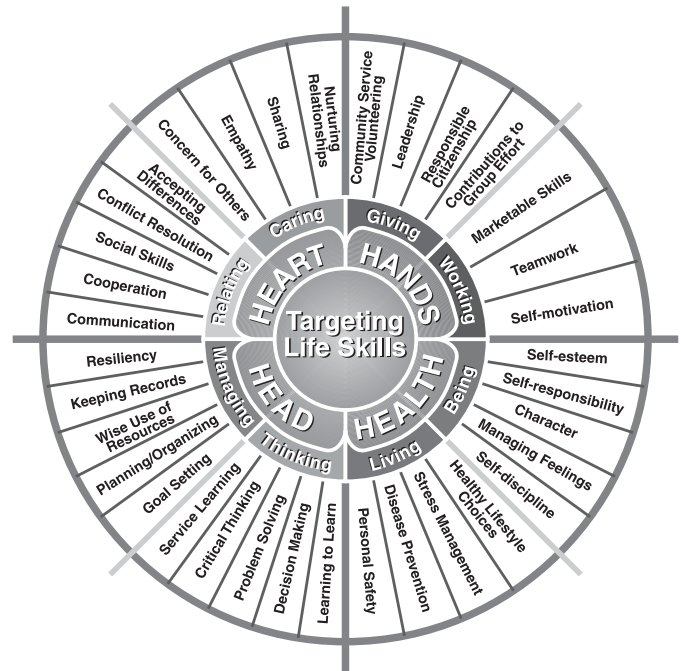 Targeting
Life Skills
HEART
HANDS
HEALTH
HEAD
Relating
Caring
Giving
Working
Being
Living
Thinking
Managing
Communication
Cooperation
Social Skills
Conflict Resolution
Accepting
Differences
Concern for Others
Empathy
Sharing
Nurturing
Relationships
Community Service
Volunteering
Leadership
Responsible
Citizenship
Contributions to
Group Effort
Marketable Skills
Teamwork
Self-motivation
Self-esteem
Self-responsibility
Character
Managing Feelings
Self-discipline
Healthy Lifestyle
Choices
Stress Management
Disease Prevention
Personal Safety
Learning to Learn
Decision Making
Problem Solving
Critical Thinking
Service Learning
Goal Setting
Planning/Organizing
Wise Use of
Resources
Keeping Records
Resiliency